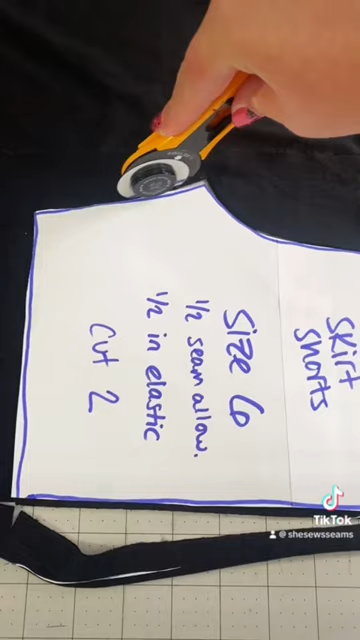 Skirt
Shorts
Size 6
1/2 seam allow.
1/2 in elastic
Cut 2
TikTok
@shesewsseams